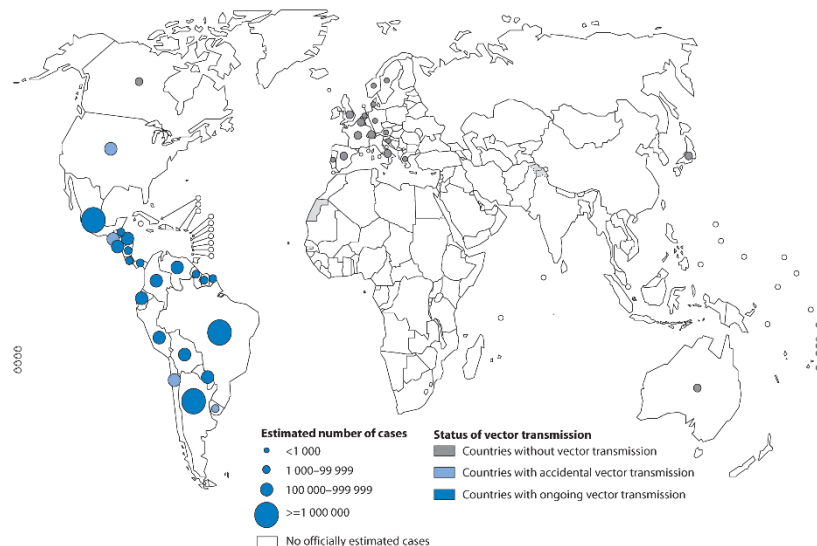 Estimated number of cases
<1 000
1 000–99 999
100 000–999 999
>=1 000 000
No officially estimated cases
Status of vector transmission
Countries without vector transmission
Countries with accidental vector transmission
Countries with ongoing vector transmission